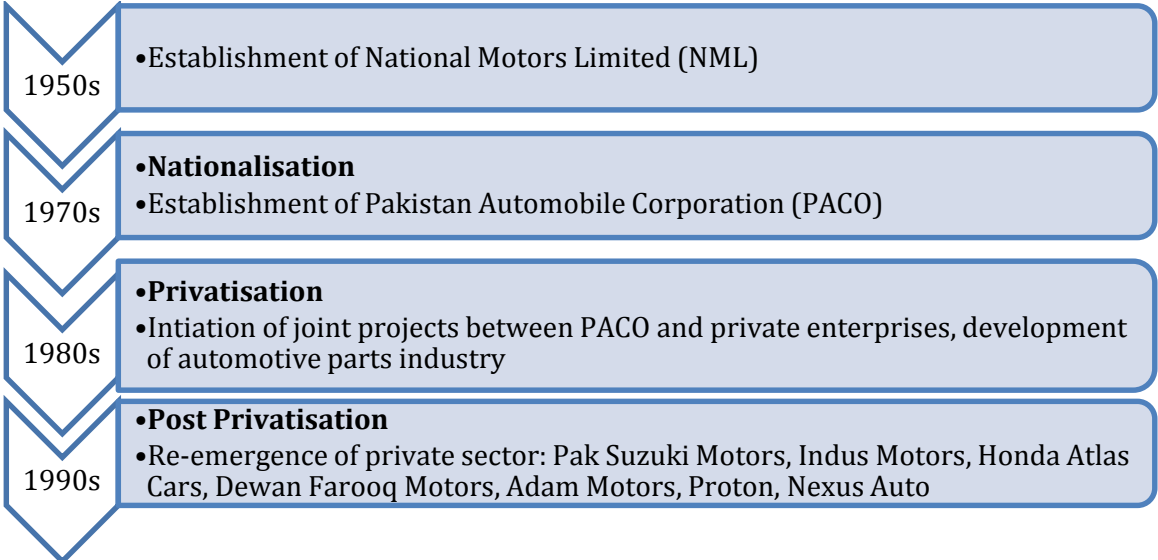 1950s
•Establishment of National Motors Limited (NML)
1970s
•Nationalisation
•Establishment of Pakistan Automobile Corporation (PACO)
1980s
•Privatisation
•Intiation of joint projects between PACO and private enterprises, development
of automotive parts industry
1990s
•Post Privatisation
•Re-emergence of private sector: Pak Suzuki Motors, Indus Motors, Honda Atlas
Cars, Dewan Farooq Motors, Adam Motors, Proton, Nexus Auto